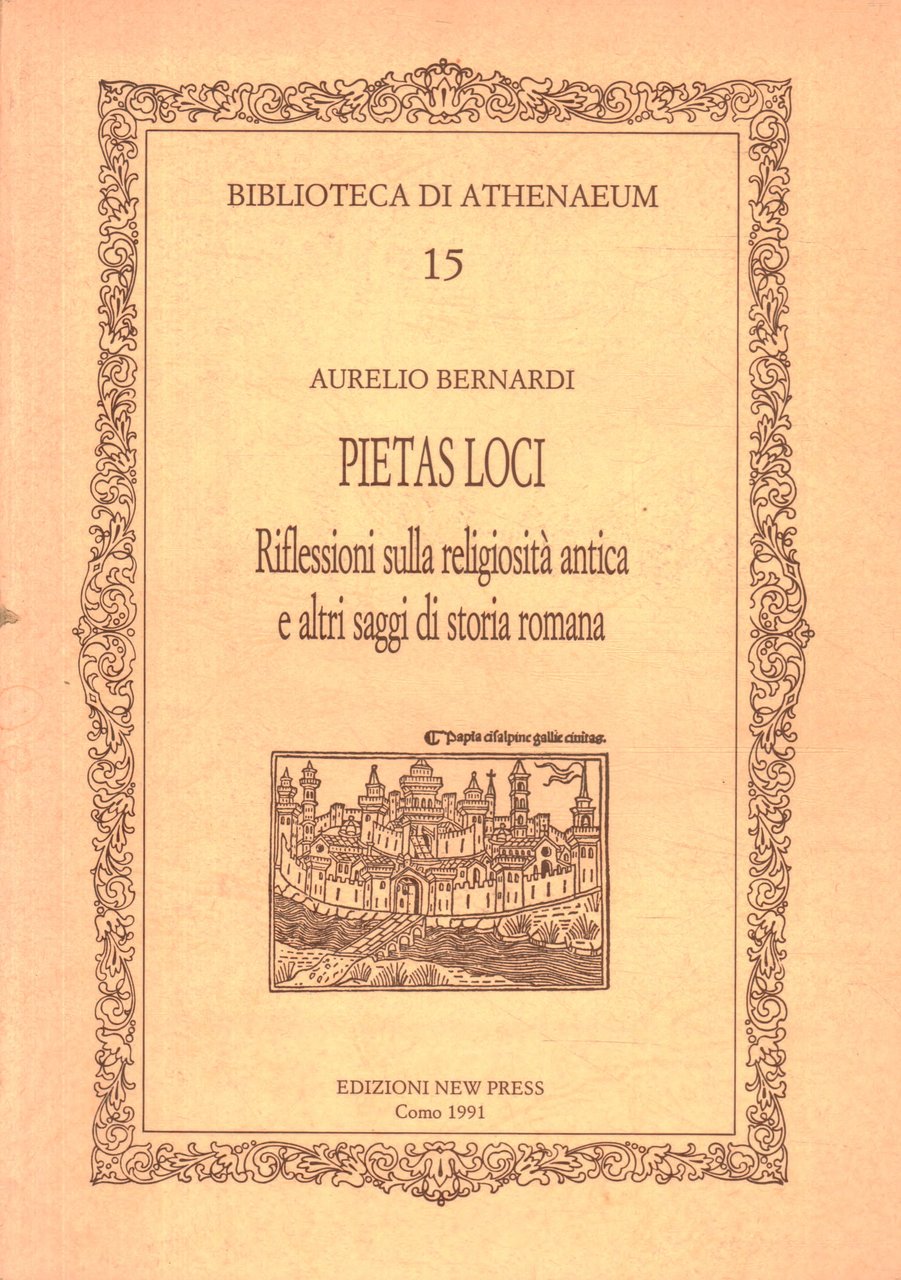 BIBLIOTECA DI ATHENAEUM
15
AURELIO BERNARDI
PIETAS LOCI
Riflessioni sulla religiosità antica
e altri saggi di storia romana
¶ Papia cisalpine gallie civitas.
EDIZIONI NEW PRESS
Como 1991